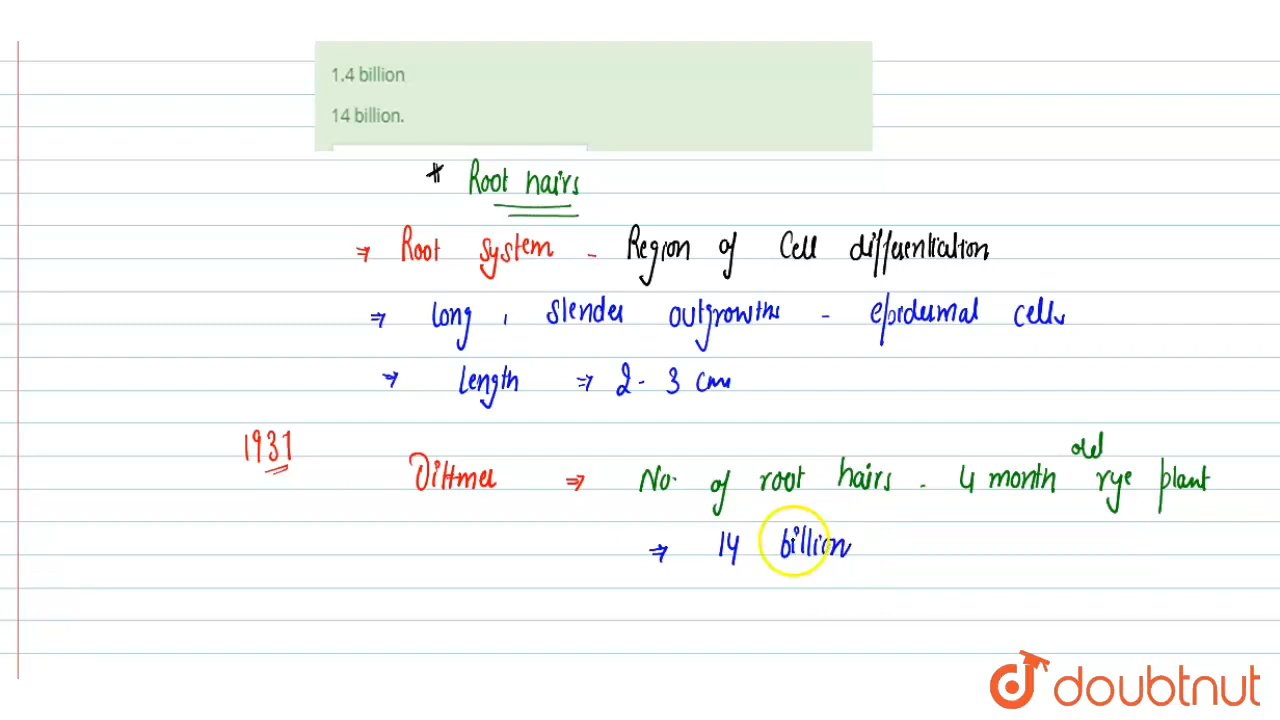 1.4 billion
14 billion.
* Root hairs
⇒ Root system - Region of Cell differentiation
⇒ long , slender outgrowths - epidermal cells
⇒ length ⇒ 2-3 cm
1937
Dittmer ⇒ No. of root hairs - 4 month old rye plant
⇒ 14 billion
doubtnut